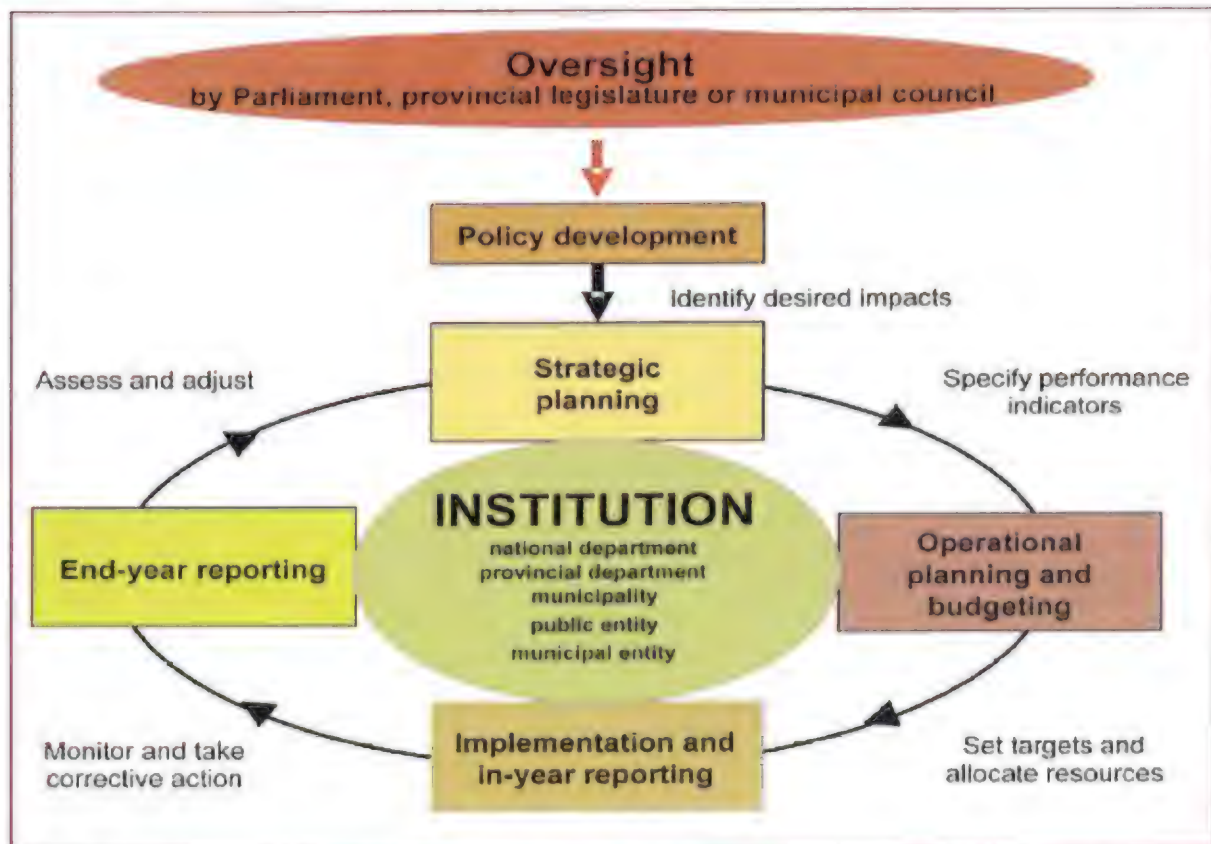 Oversight
by Parliament, provincial legislature or municipal council
Policy development
Identify desired impacts
Strategic
planning
Assess and adjust
Specify performance
indicators
INSTITUTION
national department
provincial department
municipality
public entity
municipal entity
End-year reporting
Operational
planning and
budgeting
Implementation and
in-year reporting
Monitor and take
corrective action
Set targets and
allocate resources